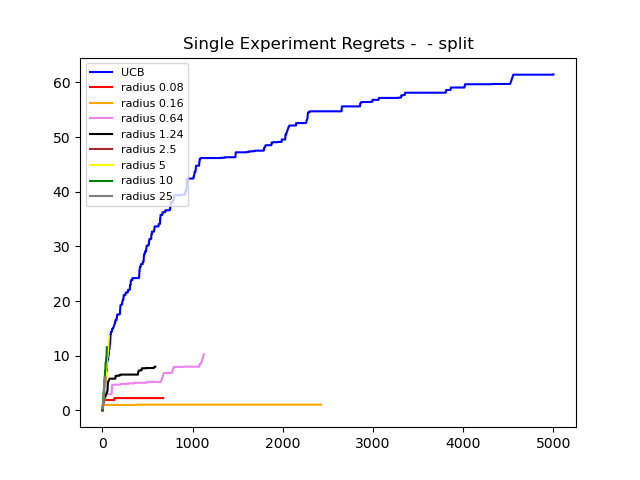 Single Experiment Regrets -  - split
60
50
40
30
20
10
0
UCB
radius 0.08
radius 0.16
radius 0.64
radius 1.24
radius 2.5
radius 5
radius 10
radius 25
0 1000 2000 3000 4000 5000